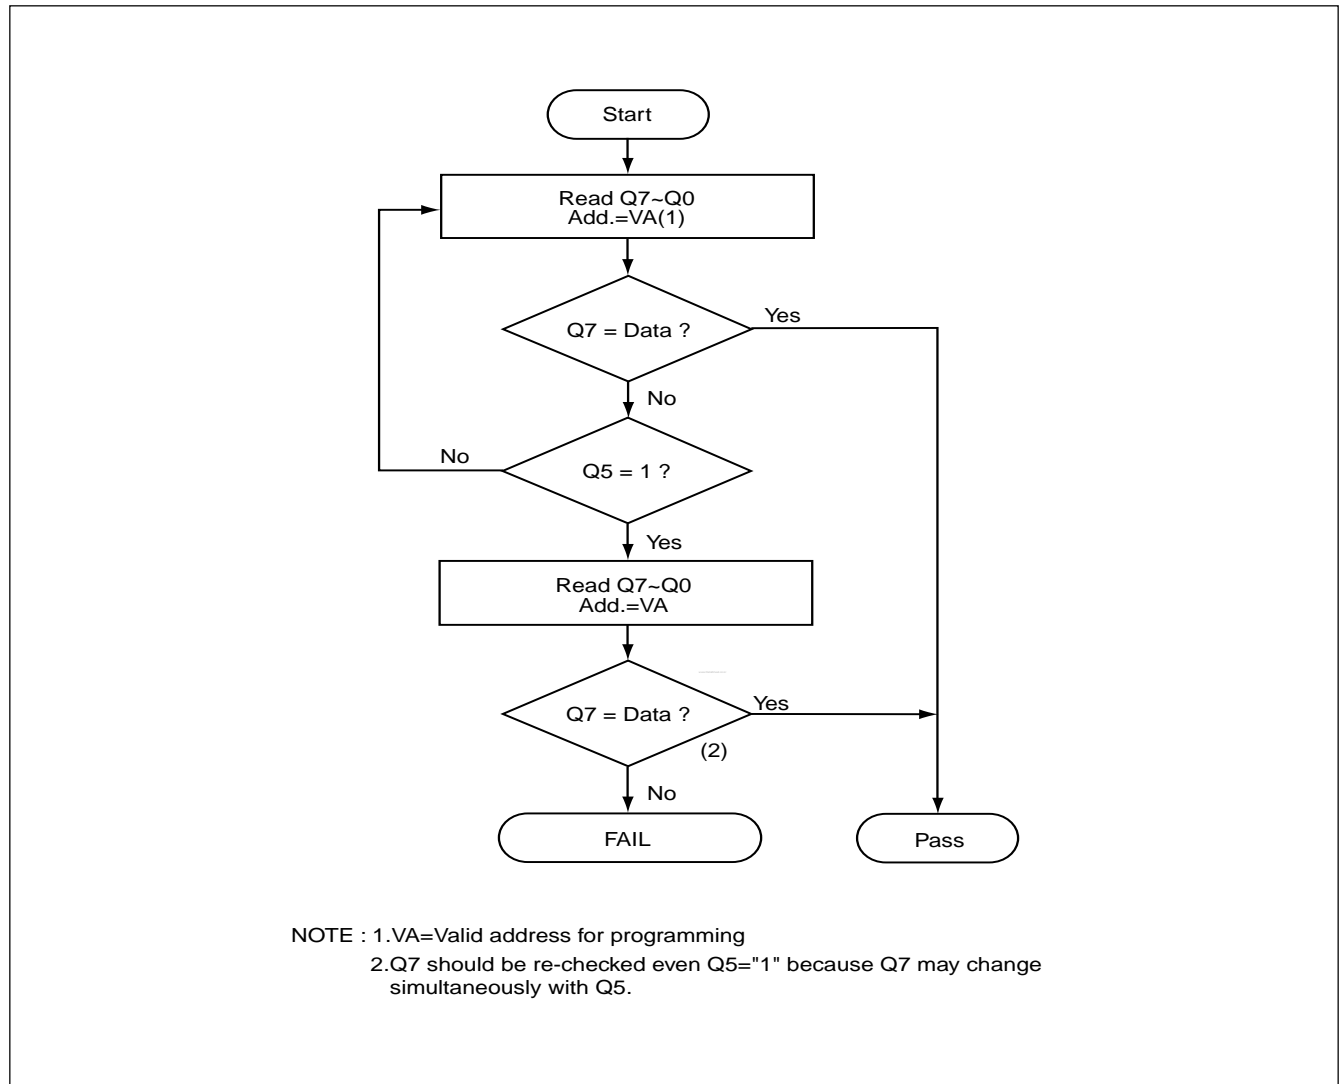 Start
Read Q7~Q0
Add.=VA(1)
Q7 = Data ?
Yes
No
No
Q5 = 1 ?
Yes
Read Q7~Q0
Add.=VA
Q7 = Data ?
Yes
(2)
No
FAIL
Pass
NOTE : 1.VA=Valid address for programming
2.Q7 should be re-checked even Q5="1" because Q7 may change
simultaneously with Q5.